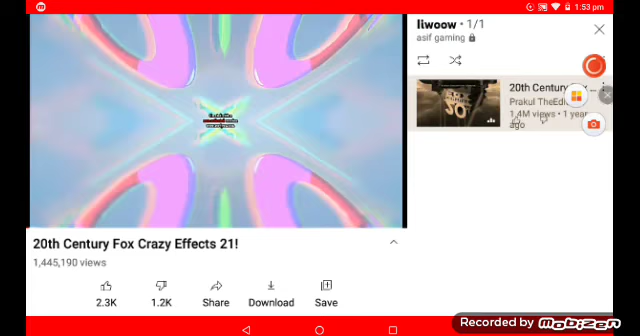 1:53 pm
liwoow • 1/1
asif gaming
20th Century
Prakul TheEdi
1.4M views • 1 year
ago
20th Century Fox Crazy Effects 21!
1,445,190 views
2.3K
1.2K
Share
Download
Save
Recorded by Mobizen